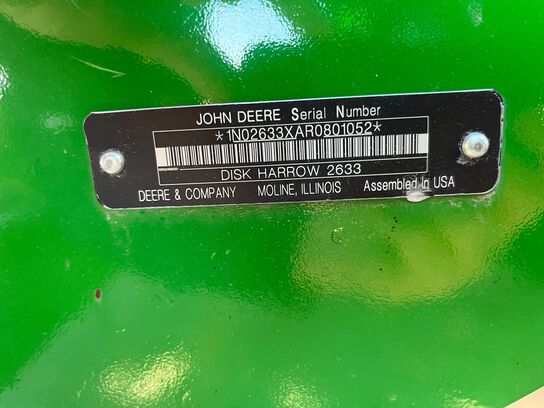 JOHN DEERE Serial Number
*1N02633XAR0801052*
DISK HARROW 2633
DEERE & COMPANY MOLINE, ILLINOIS Assembled In USA